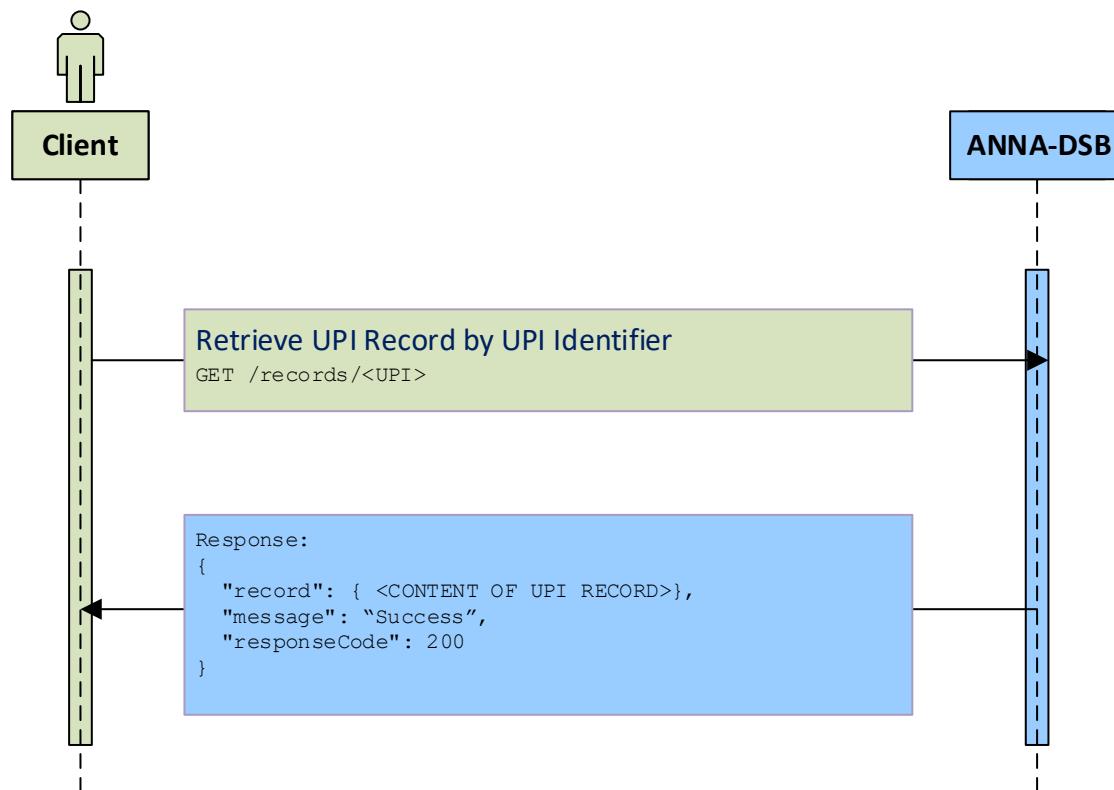 Client
ANNA-DSB
Retrieve UPI Record by UPI Identifier
GET /records/<UPI>
Response:
{
  "record": { <CONTENT OF UPI RECORD>},
  "message": “Success”,
  "responseCode": 200
}